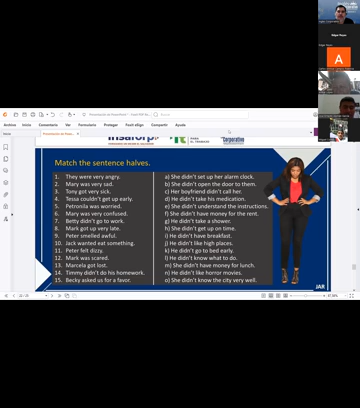 Match the sentence halves.
1. They were very angry.
2. Mary was very sad.
3. Tony got very sick.
4. Tessa couldn't get up early.
5. Petronila was worried.
6. Mary was very confused.
7. Betty didn't go to work.
8. Mark got up very late.
9. Peter smelled awful.
10. Jack wanted eat something.
11. Peter felt dizzy.
12. Mark was scared.
13. Marcela got lost.
14. Timmy didn't do his homework.
15. Becky asked us for a favor.
a) She didn't set up her alarm clock.
b) She didn't open the door to them.
c) Her boyfriend didn't call her.
d) He didn't take his medication.
e) She didn't understand the instructions.
f) She didn't have money for the rent.
g) He didn't take a shower.
h) She didn't get up on time.
i) He didn't have breakfast.
j) He didn't like high places.
k) He didn't go to bed early.
l) He didn't know what to do.
m) She didn't have money for lunch.
n) He didn't like horror movies.
o) She didn't know the city very well.
JAR
A
Inicio
Comentario
Ver
Formulario
Proteger
Compartir
Ayuda